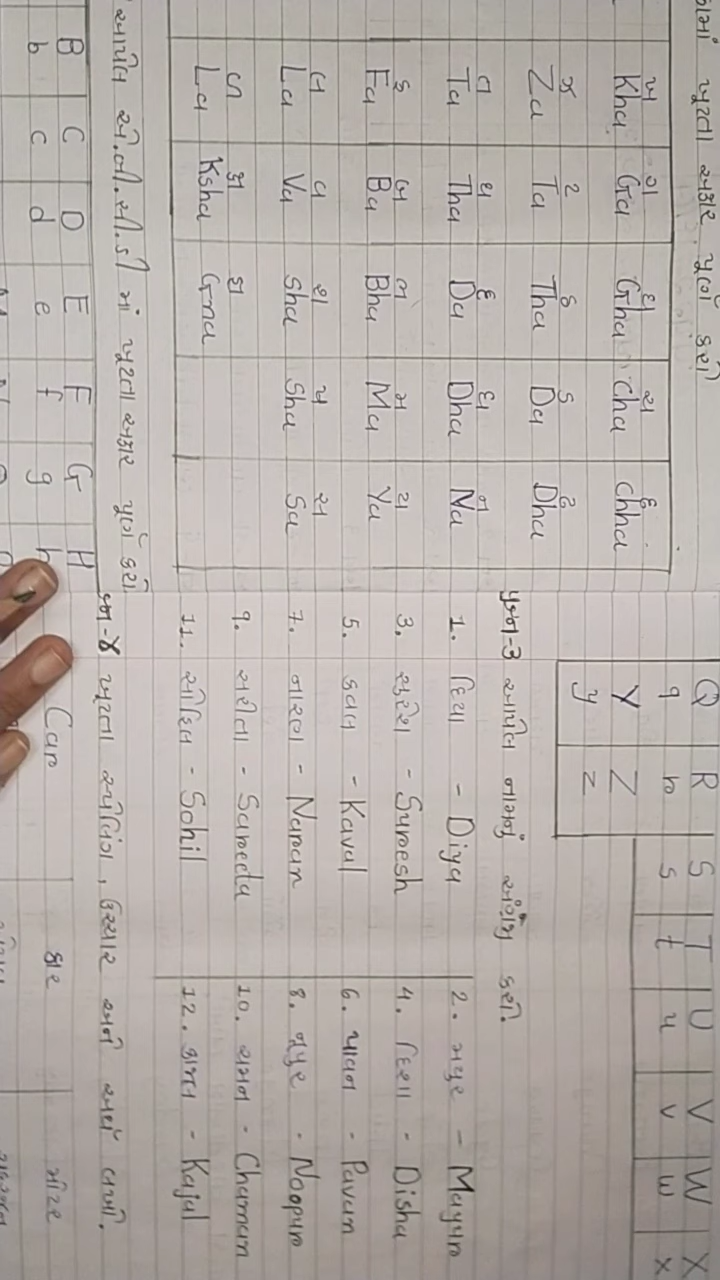 ખૂટતા અક્ષર પૂર્ણ કરો
ખ ગ ઘ ચ છ
Kha Ga Gha cha chha
ઝ ટ ઠ ડ ઢ
Za Ta Tha Da Dha
ત થ દ ધ ન
Ta Tha Da Dha Na
ફ બ ભ મ ય
Fa Ba Bha Ma Ya
લ વ શ ષ સ
La Va Sha Sha Sa
ળ ક્ષ જ્ઞ
La Ksha Gna
આપેલ એ.બી.સી.ડી માં ખૂટતા અક્ષર પૂર્ણ કરો
B C D E F G H
b c d e f g h
Q R S T U V W X
q r s t u v w x
Y Z
y z
પ્રશ્ન-૩ આપેલ નામનું અંગ્રેજી કરો.
1. દિયા - Diya
2. મયુર - Mayur
3. સુરેશ - Suresh
4. દિશા - Disha
5. કવલ - Kaval
6. પાવન - Pavan
7. નારણ - Naran
8. નૂપુર - Noopur
9. સરીતા - Sareeta
10. ચમન - Chaman
11. સોહિલ - Sohil
12. કાજલ - Kajal
પ્રશ્ન-૪ ખૂટતા સ્પેલિંગ, ઉચ્ચાર અને અર્થ લખો.
Car કાર મોટર